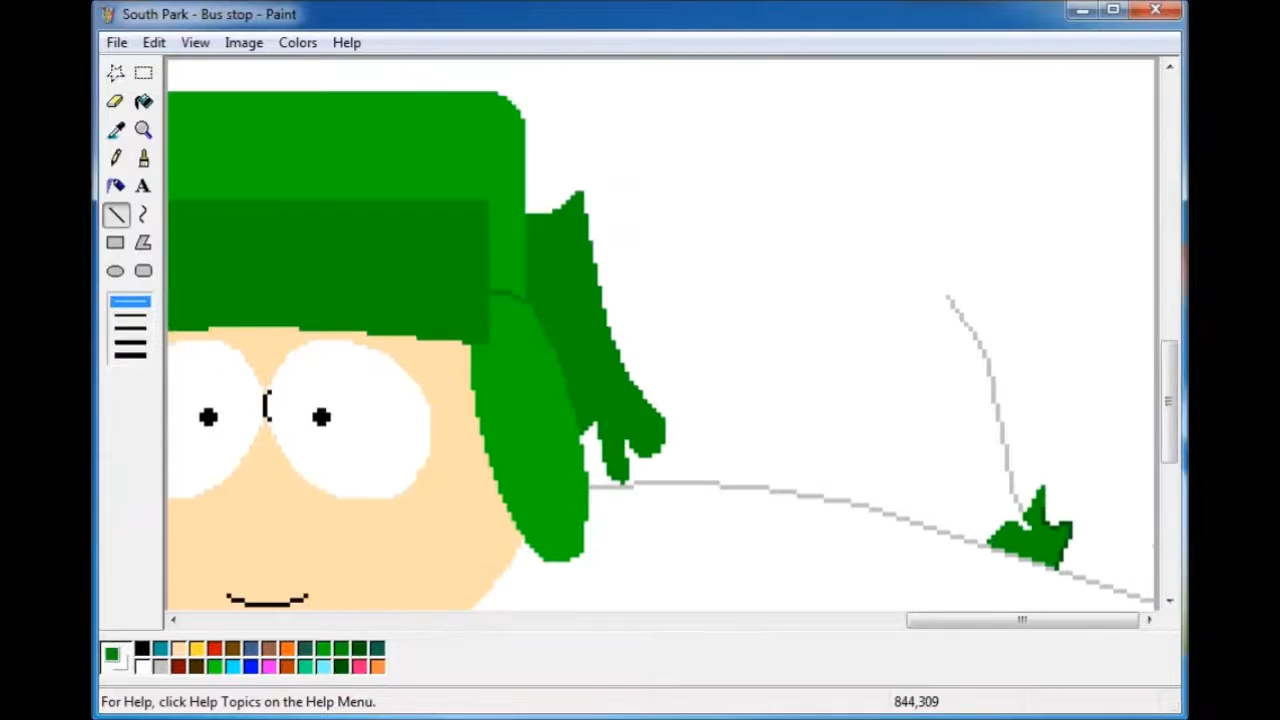 South Park - Bus stop - Paint
File Edit View Image Colors Help
A
For Help, click Help Topics on the Help Menu. 844,309